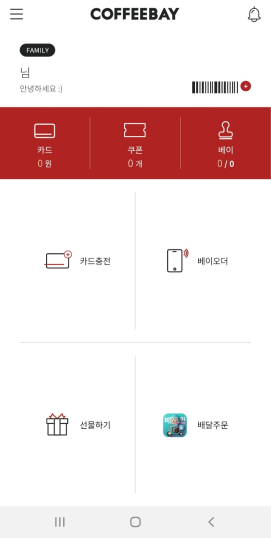 COFFEEBAY
FAMILY
님
안녕하세요 :)
카드
0 원
쿠폰
0 개
베이
0 / 0
카드충전
베이오더
선물하기
배달주문